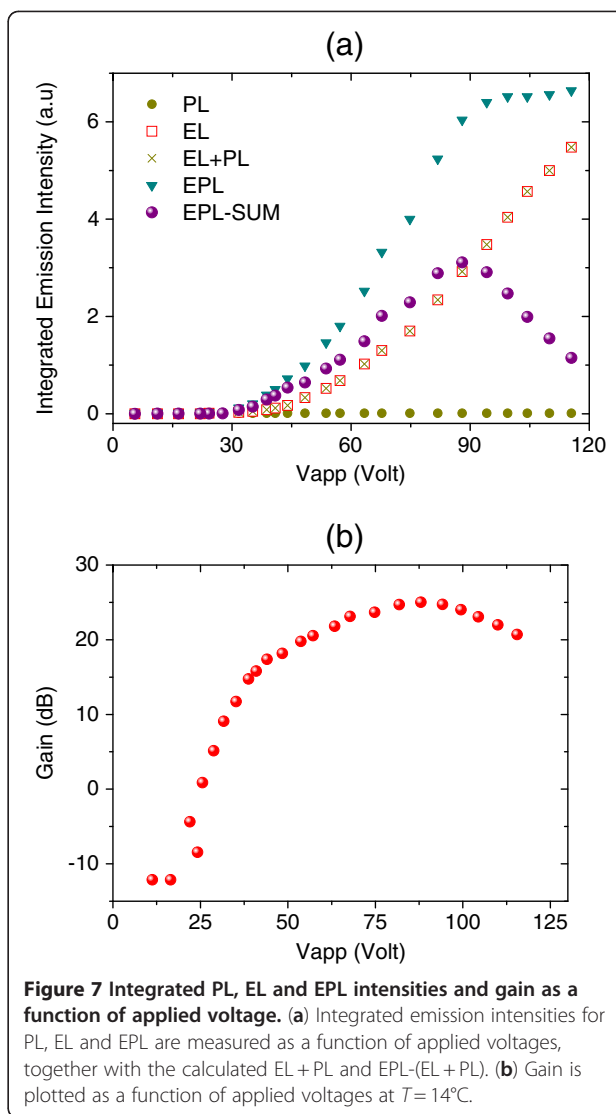 (a)
Integrated Emission Intensity (a.u)
6
4
2
0
PL
EL
EL+PL
EPL
EPL-SUM
0 30 60 90 120
Vapp (Volt)
(b)
Gain (dB)
30
20
10
0
-10
0 25 50 75 100 125
Vapp (Volt)
Figure 7 Integrated PL, EL and EPL intensities and gain as a
function of applied voltage. (a) Integrated emission intensities for
PL, EL and EPL are measured as a function of applied voltages,
together with the calculated EL + PL and EPL-(EL + PL). (b) Gain is
plotted as a function of applied voltages at T = 14°C.